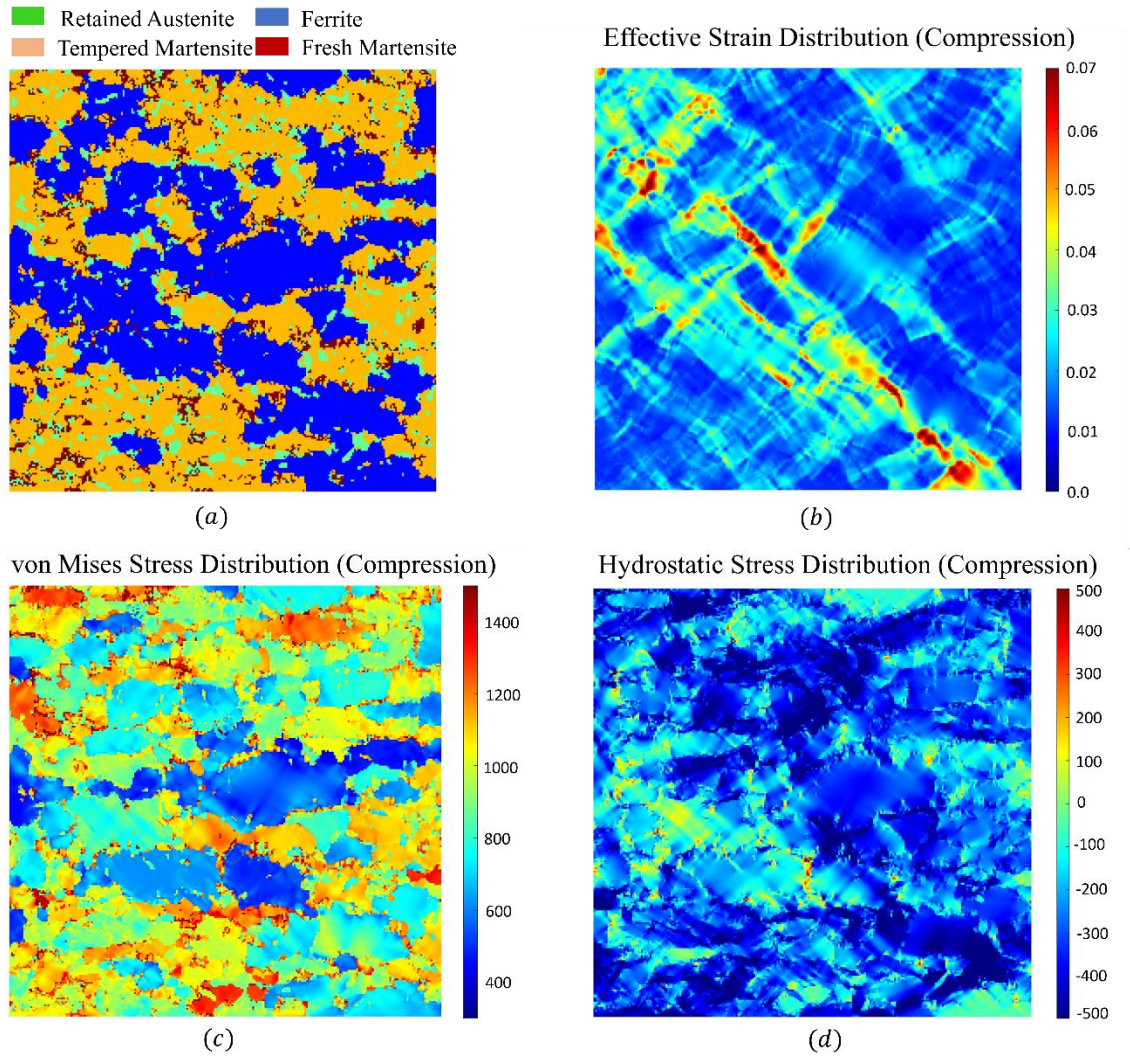 Retained Austenite Ferrite
Tempered Martensite Fresh Martensite
Effective Strain Distribution (Compression)
0.07
0.06
0.05
0.04
0.03
0.02
0.01
0.0
(a)
(b)
von Mises Stress Distribution (Compression)
1400
1200
1000
800
600
400
Hydrostatic Stress Distribution (Compression)
500
400
300
200
100
0
-100
-200
-300
-400
-500
(c)
(d)